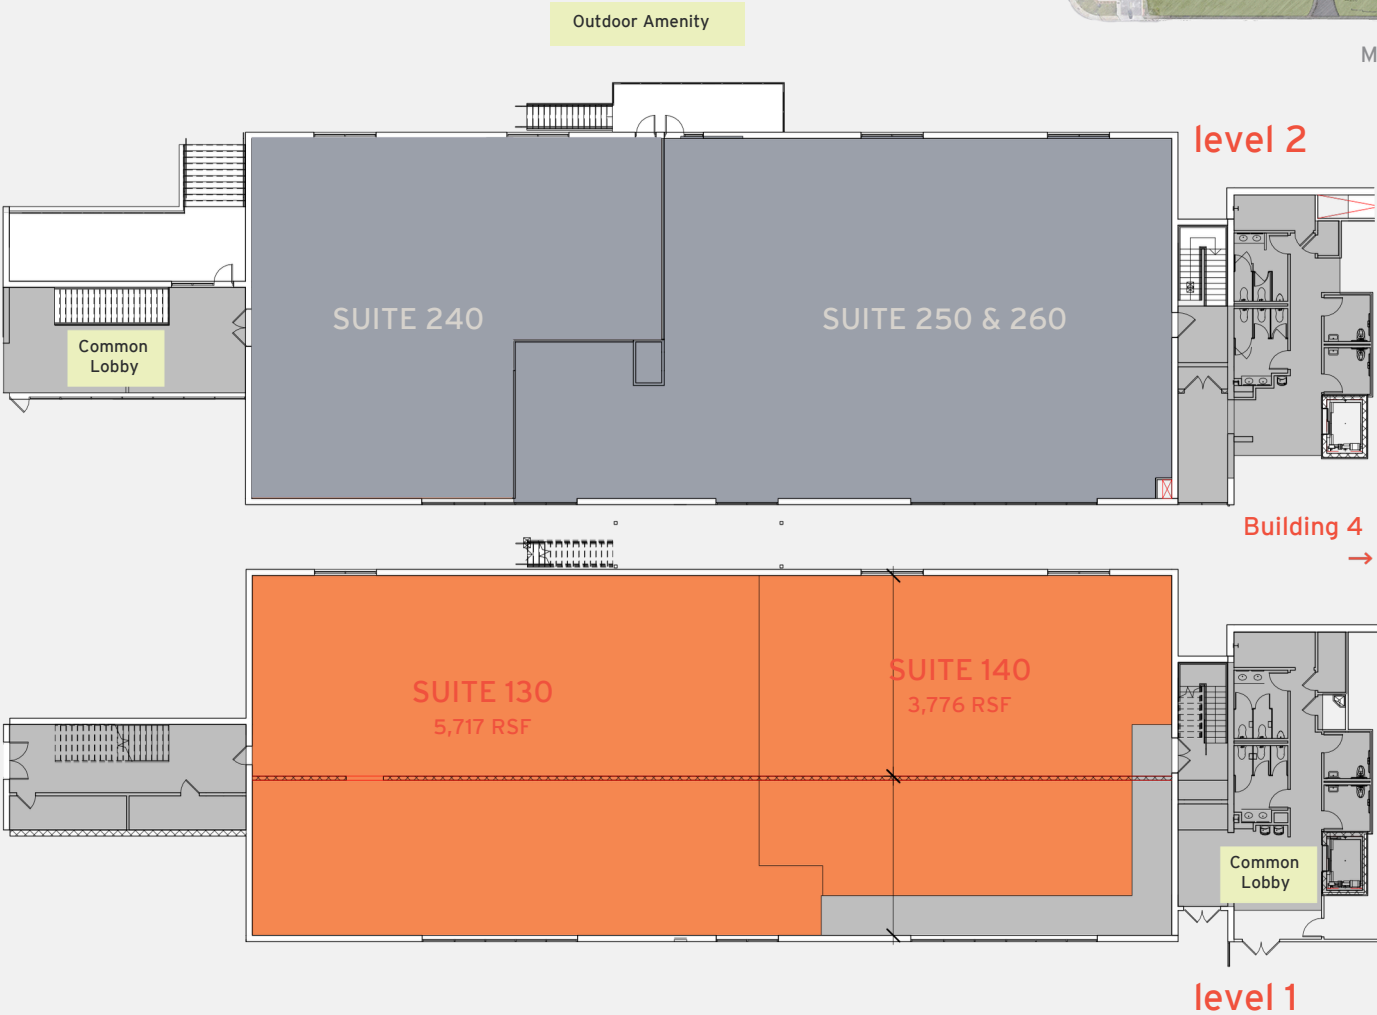 Outdoor Amenity
M
level 2
SUITE 240
SUITE 250 & 260
Common
Lobby
Building 4
→
SUITE 130
5,717 RSF
SUITE 140
3,776 RSF
Common
Lobby
level 1